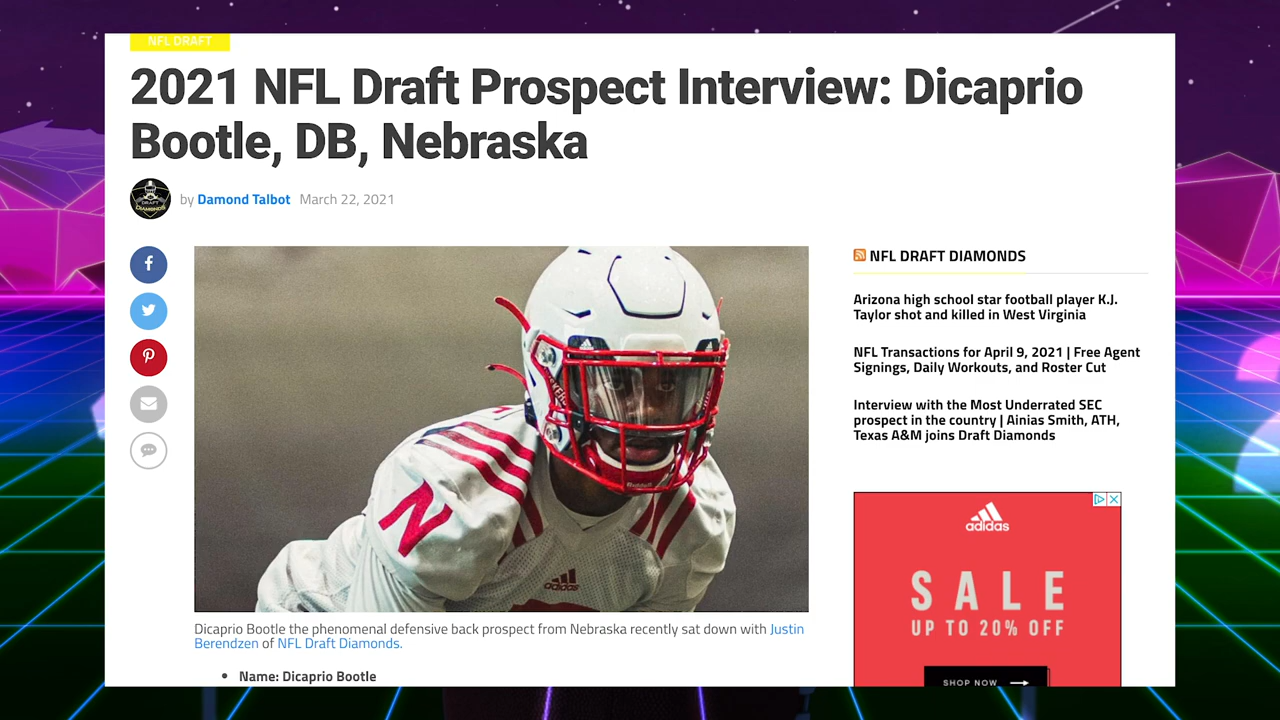 NFL DRAFT
2021 NFL Draft Prospect Interview: Dicaprio
Bootle, DB, Nebraska
DRAFT
DIAMONDS
by Damond Talbot March 22, 2021
N
adidas
Dicaprio Bootle the phenomenal defensive back prospect from Nebraska recently sat down with Justin
Berendzen of NFL Draft Diamonds.
• Name: Dicaprio Bootle
NFL DRAFT DIAMONDS
Arizona high school star football player K.J.
Taylor shot and killed in West Virginia
NFL Transactions for April 9, 2021 | Free Agent
Signings, Daily Workouts, and Roster Cut
Interview with the Most Underrated SEC
prospect in the country | Ainias Smith, ATH,
Texas A&M joins Draft Diamonds
adidas
SALE
UP TO 20% OFF
SHOP NOW